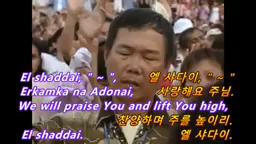 El shaddai, " ~ ", 엘 샤다이. " ~ "
Erkamka na Adonai, 사랑해요 주님.
We will praise You and lift You high,
찬양하며 주를 높이리.
El shaddai. 엘 샤다이.